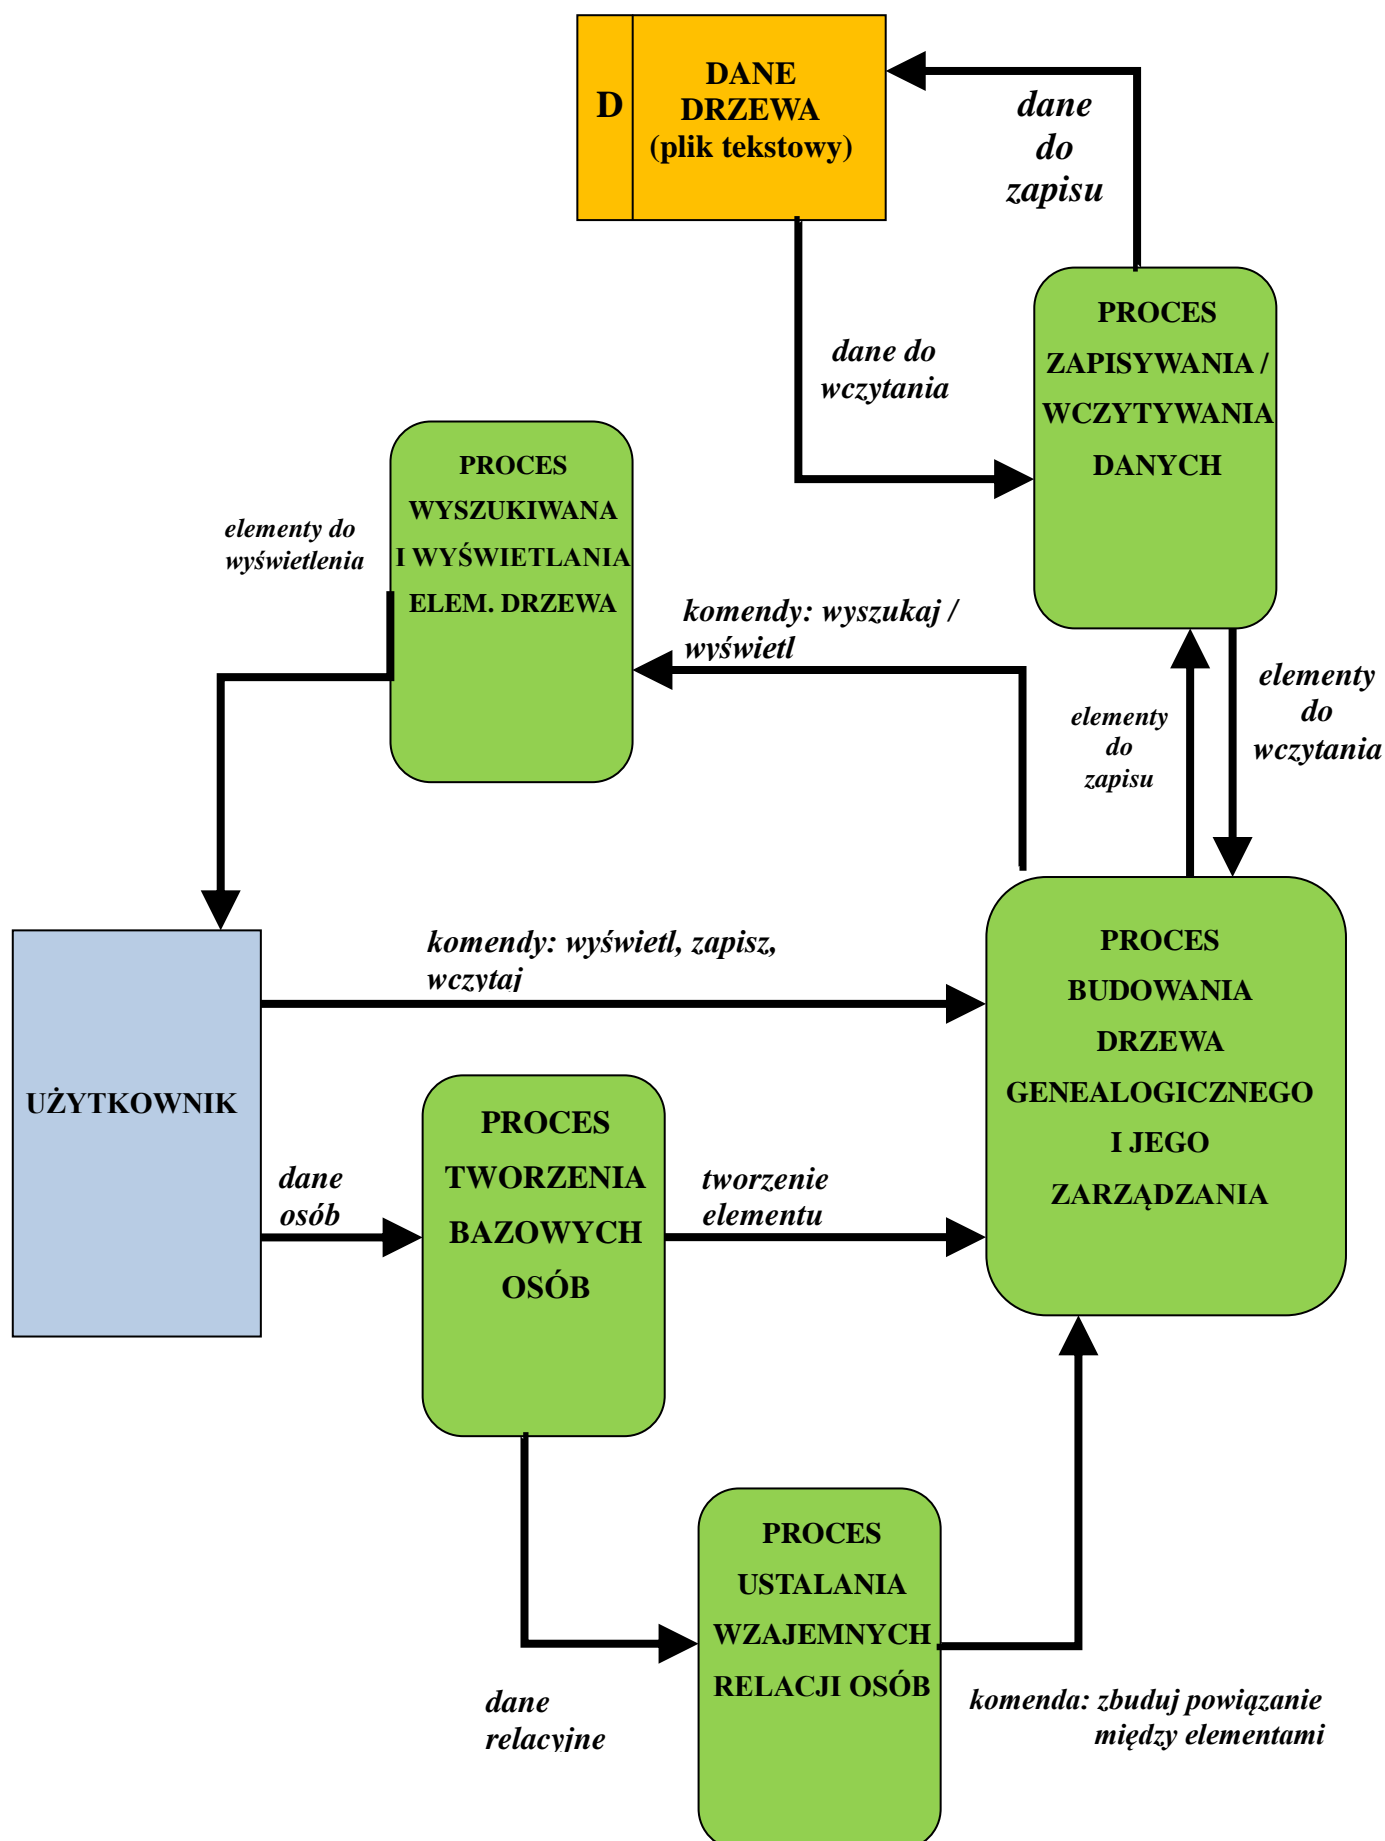 D
DANE
DRZEWA
(plik tekstowy)
dane
do
zapisu
PROCES
ZAPISYWANIA /
WCZYTYWANIA
DANYCH
dane do
wczytania
PROCES
WYSZUKIWANA
I WYŚWIETLANIA
ELEM. DRZEWA
elementy do
wyświetlenia
komendy: wyszukaj /
wyświetl
elementy
do
zapisu
elementy
do
wczytania
UŻYTKOWNIK
komendy: wyświetl, zapisz,
wczytaj
PROCES
BUDOWANIA
DRZEWA
GENEALOGICZNEGO
I JEGO
ZARZĄDZANIA
dane
osób
PROCES
TWORZENIA
BAZOWYCH
OSÓB
tworzenie
elementu
dane
relacyjne
PROCES
USTALANIA
WZAJEMNYCH
RELACJI OSÓB
komenda: zbuduj powiązanie
między elementami